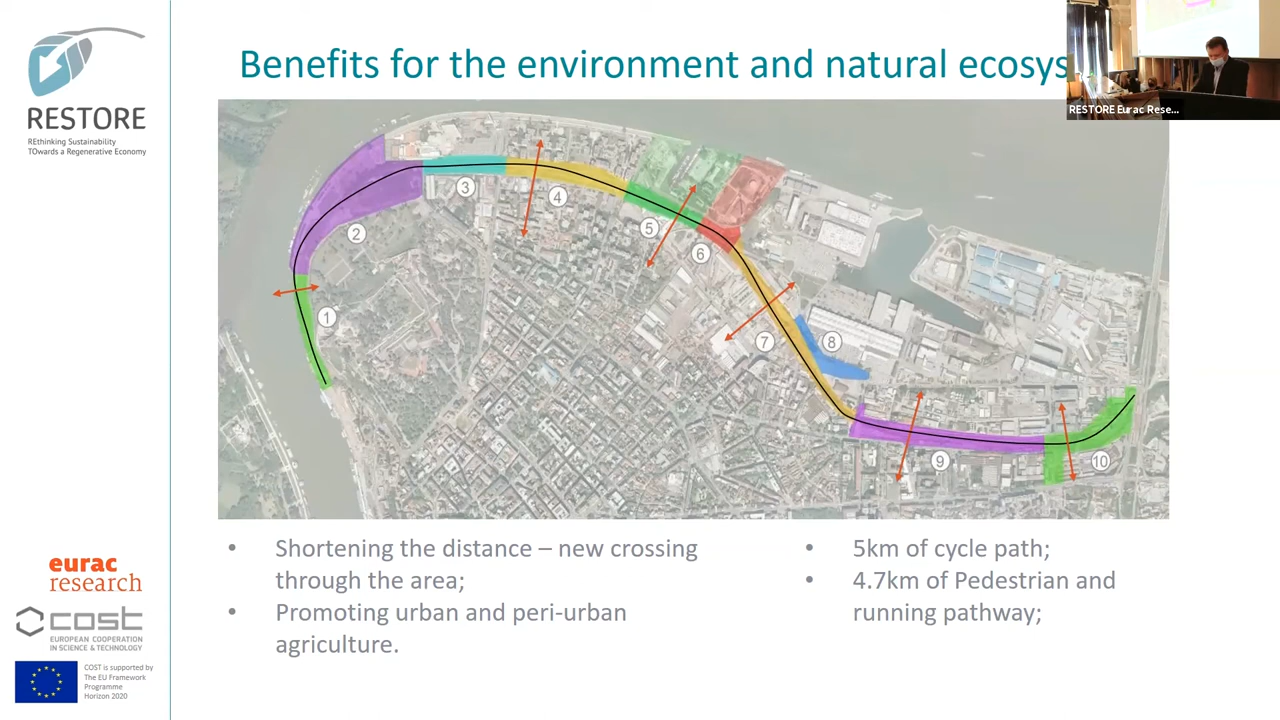 RESTORE
REthinking Sustainability
TOwards a Regenerative Economy
Benefits for the environment and natural ecosys
RESTORE Eurac Rese...
1
2
3
4
5
6
7
8
9
10
• Shortening the distance – new crossing
through the area;
• Promoting urban and peri-urban
agriculture.
• 5km of cycle path;
• 4.7km of Pedestrian and
running pathway;
eurac
research
cost
EUROPEAN COOPERATION
IN SCIENCE & TECHNOLOGY
COST is supported by
The EU Framework
Programme
Horizon 2020